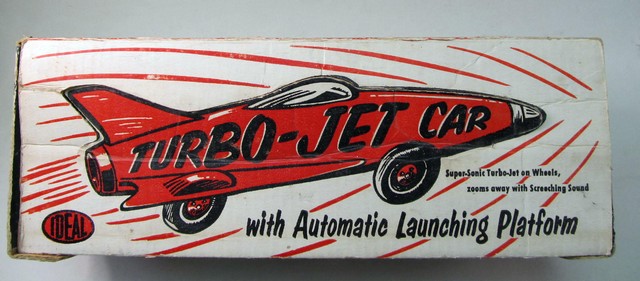 TURBO-JET CAR
Super-Sonic Turbo-Jet on Wheels,
zooms away with Screeching Sound
IDEAL
with Automatic Launching Platform